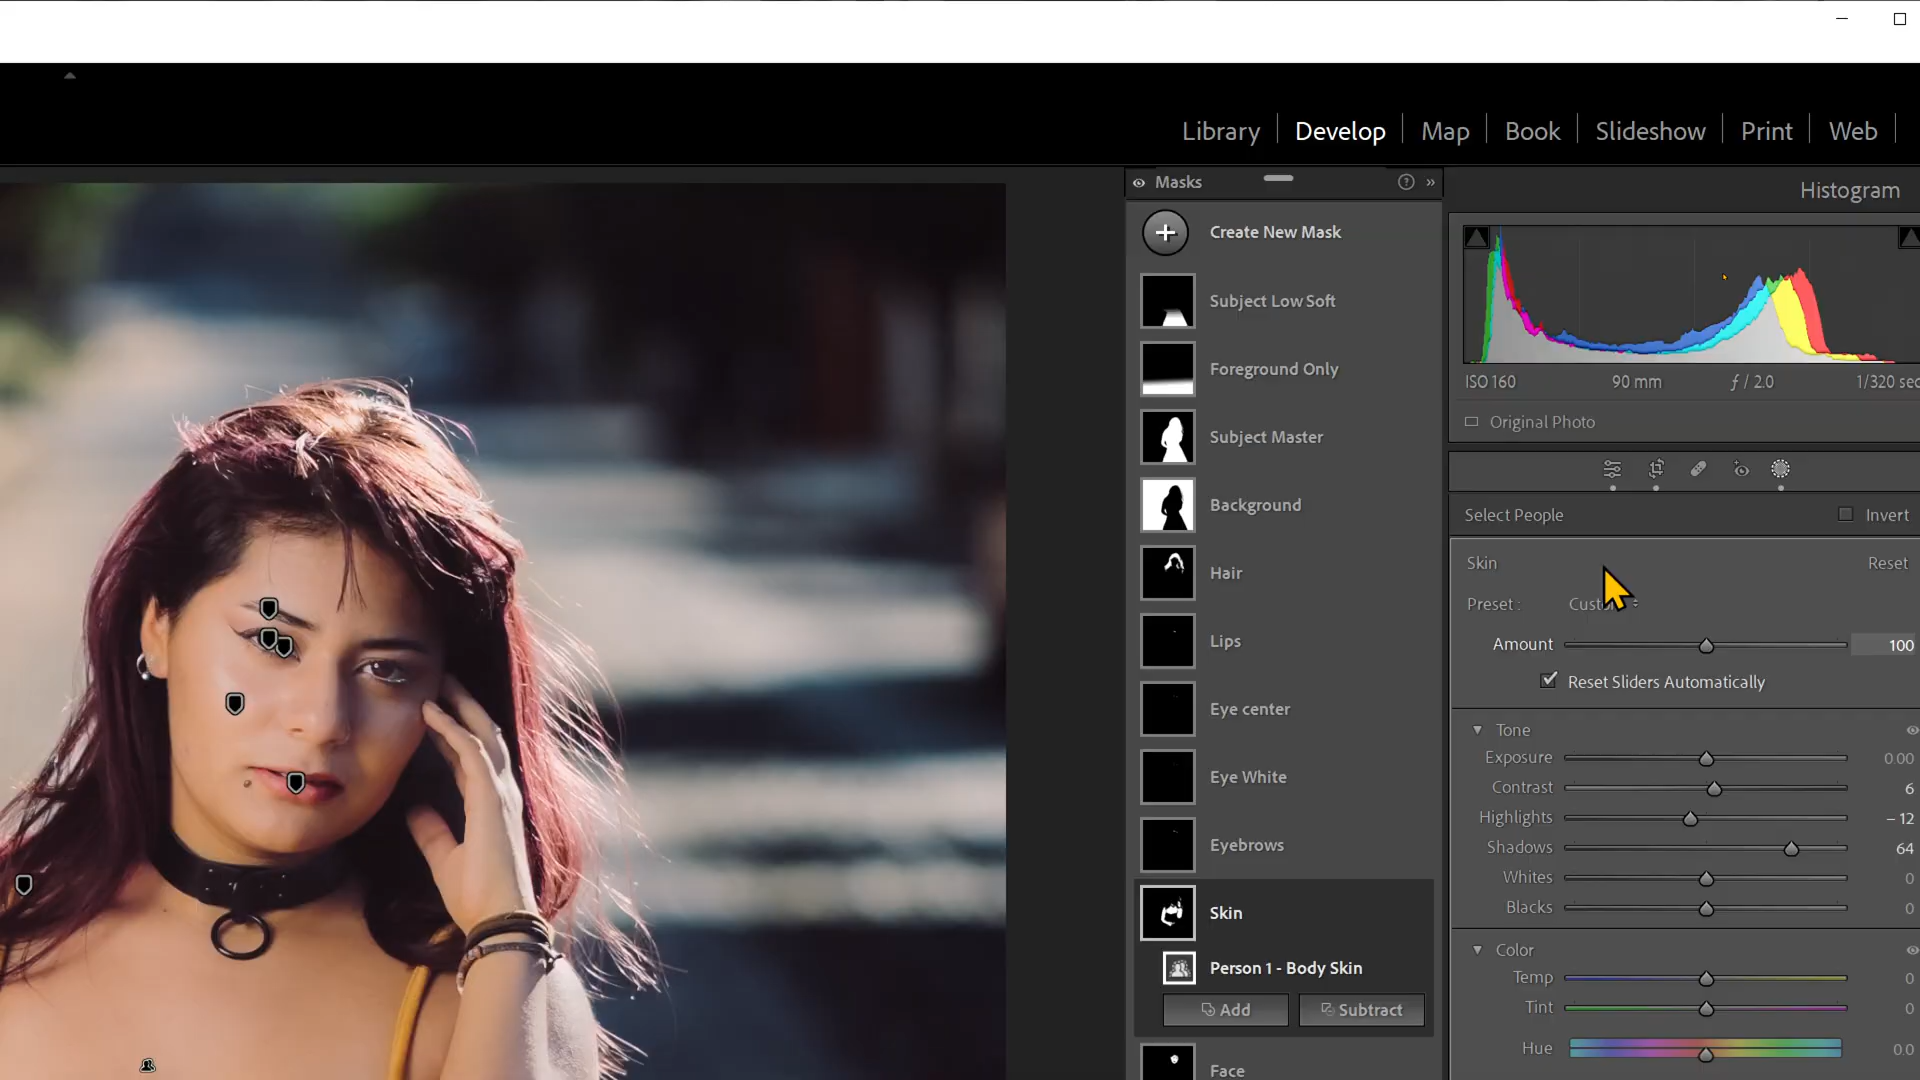 Library Develop Map Book Slideshow Print Web
Masks
Create New Mask
Subject Low Soft
Foreground Only
Subject Master
Background
Hair
Lips
Eye center
Eye White
Eyebrows
Skin
Person 1 - Body Skin
Add Subtract
Face
Histogram
ISO 160 90 mm ƒ / 2.0 1/320 sec
Original Photo
Select People Invert
Skin Reset
Preset :
Amount 100
Reset Sliders Automatically
Tone
Exposure 0.00
Contrast 6
Highlights – 12
Shadows 64
Whites 0
Blacks 0
Color
Temp 0
Tint 0
Hue 0.0